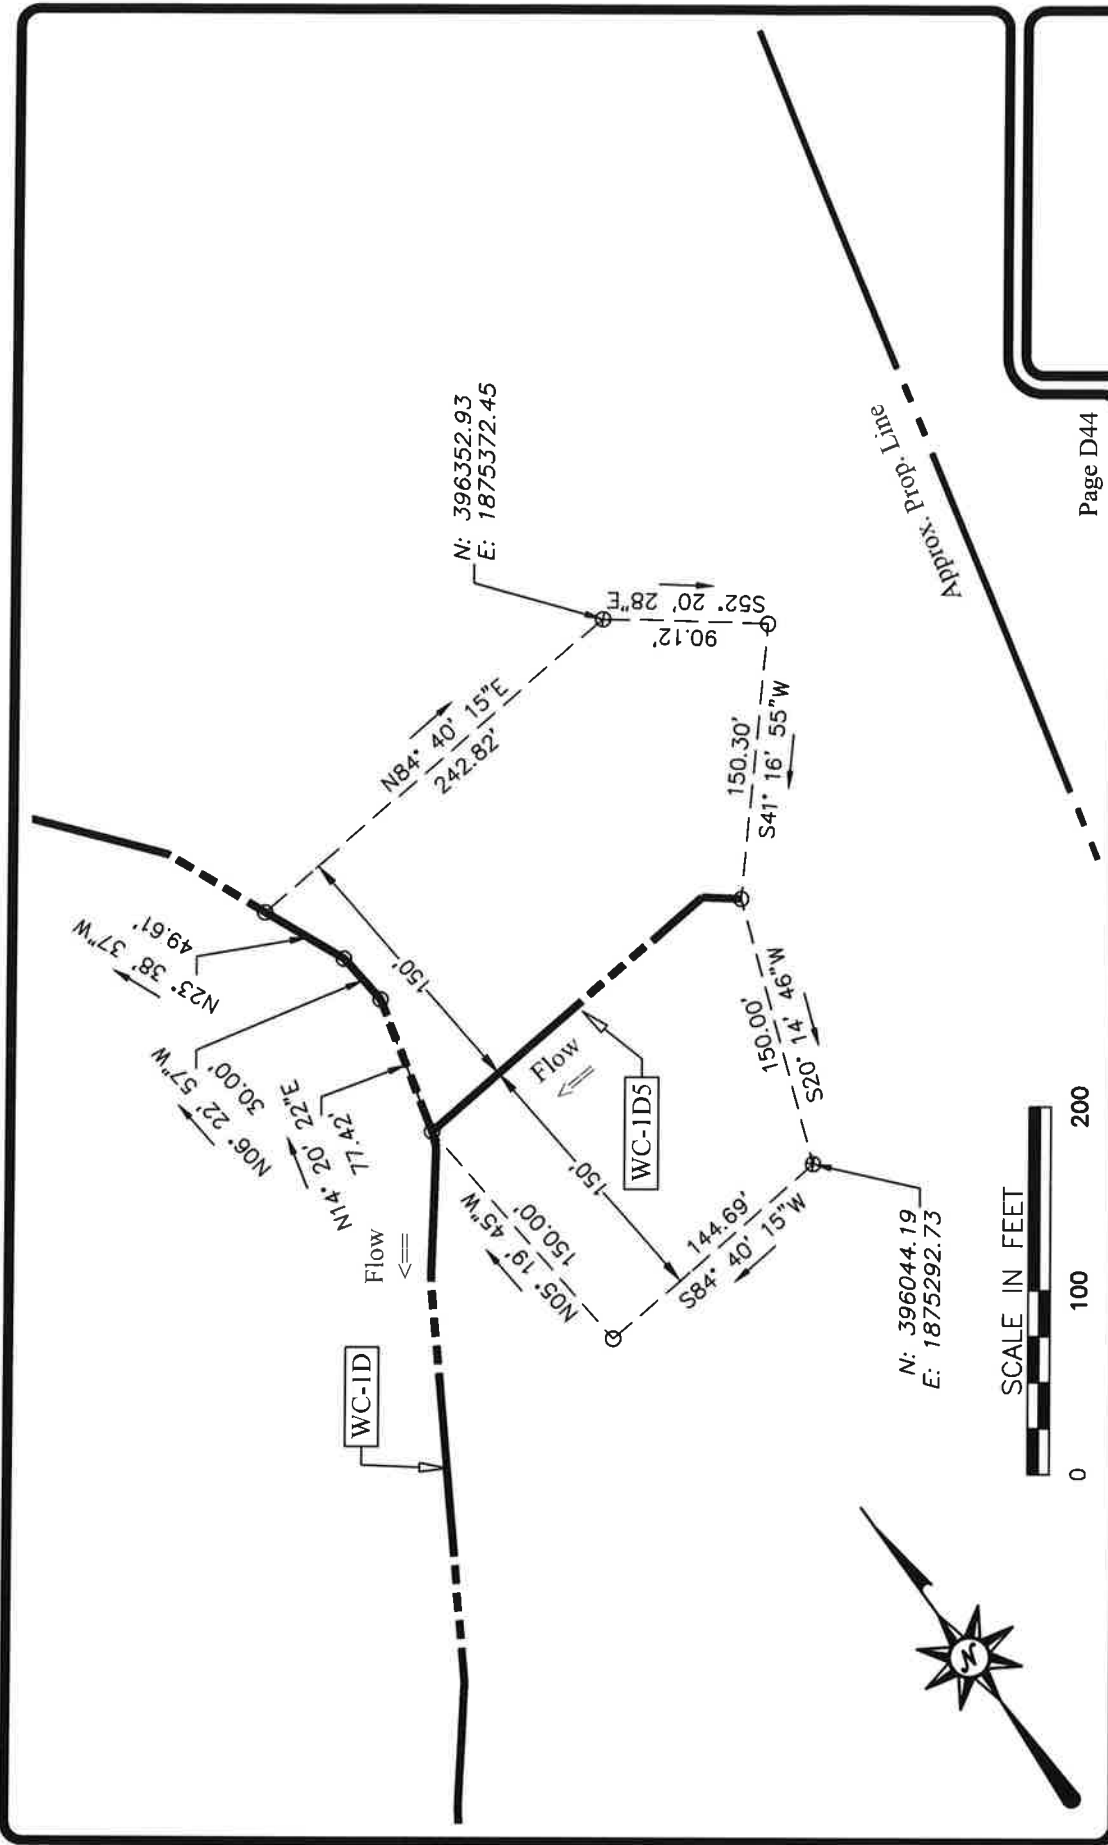 N: 396352.93
E: 1875372.45
N84° 40' 15"E
242.82'
S52° 20' 28"E
90.12'
150.30'
S41° 16' 55"W
N23° 38' 37"W
49.61'
N06° 22' 57"W
30.00'
N14° 20' 22"E
77.42'
150'
Flow
<==
WC-1D5
150'
150.00'
S20° 14' 46"W
N05° 19' 45"W
150.00'
144.69'
S84° 40' 15"W
Flow
<==
WC-1D
N: 396044.19
E: 1875292.73
Approx. Prop. Line
SCALE IN FEET
0 100 200
N
Page D44